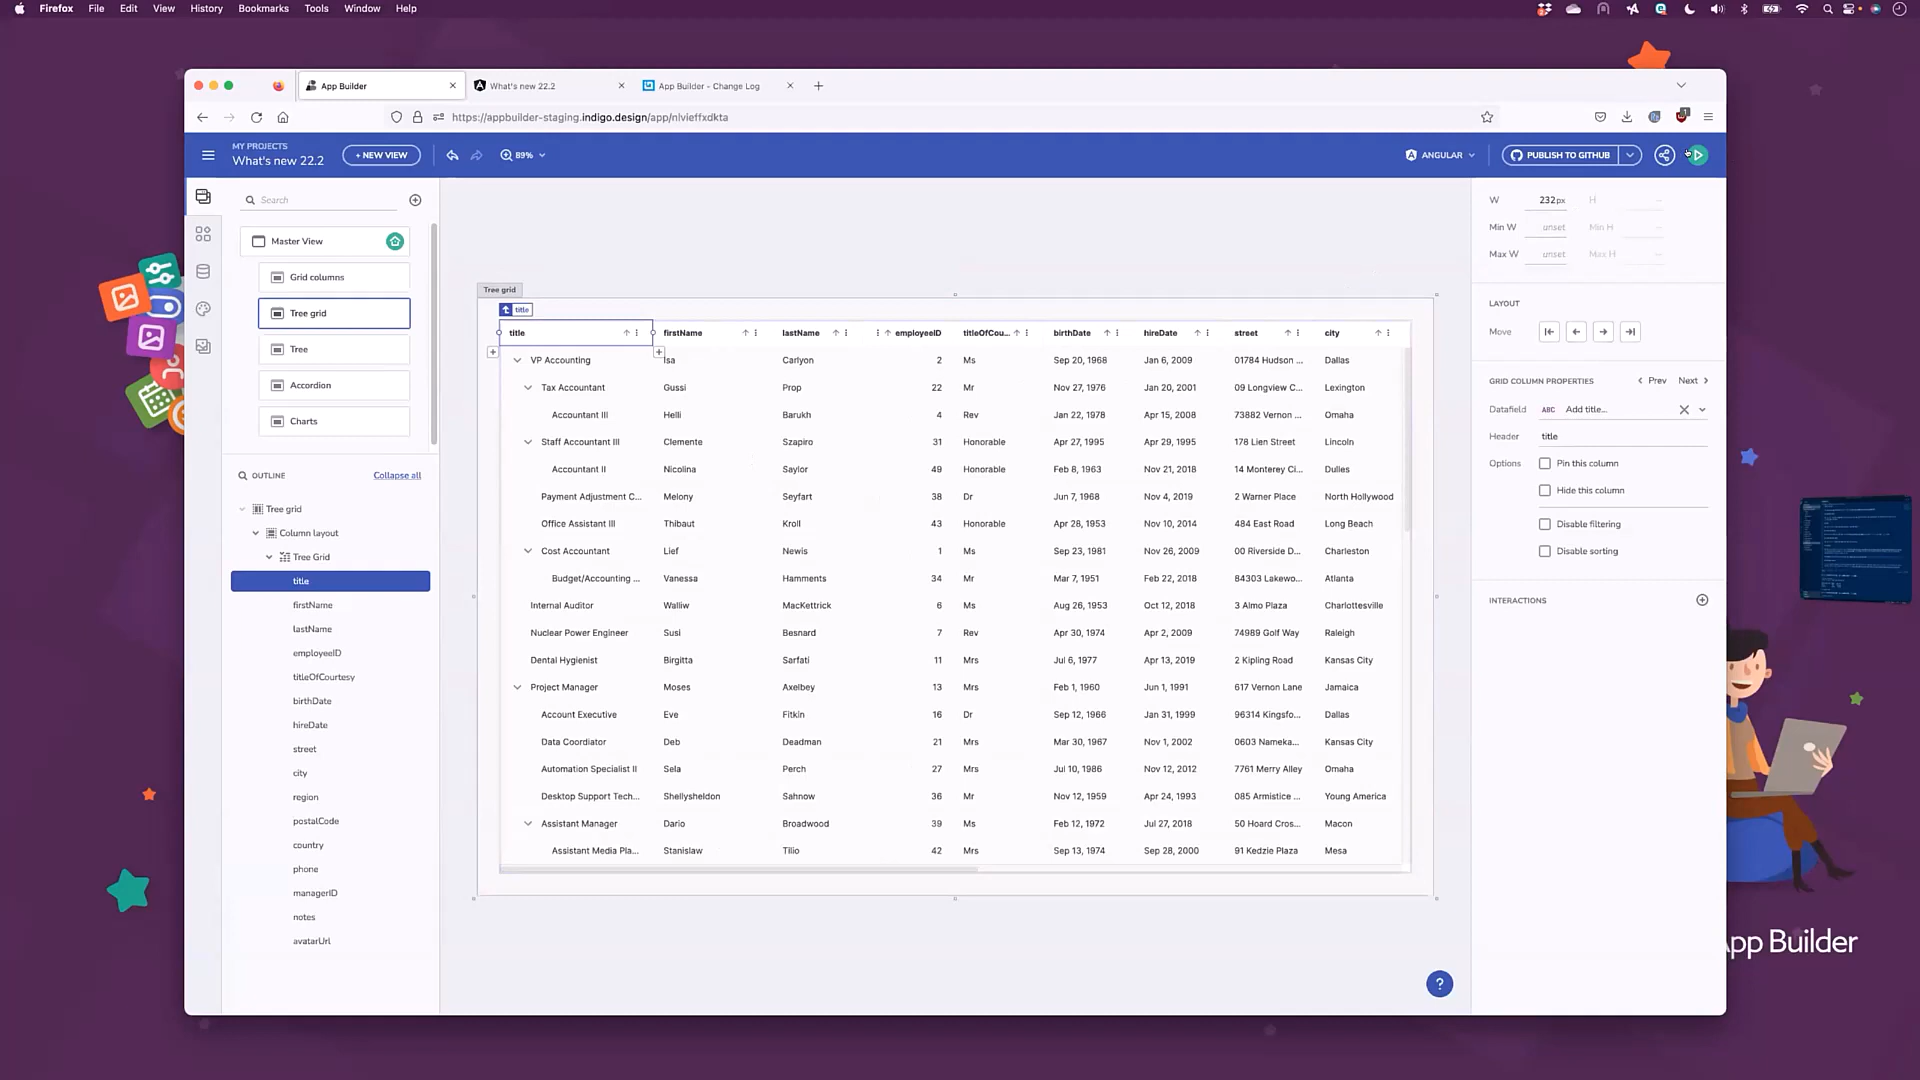 Firefox File Edit View History Bookmarks Tools Window Help
App Builder
What's new 22.2
App Builder - Change Log
https://appbuilder-staging.indigo.design/app/nlvieffxdkta
1
MY PROJECTS
What's new 22.2
+ NEW VIEW
89%
ANGULAR
PUBLISH TO GITHUB
Search
Master View
Grid columns
Tree grid
Tree
Accordion
Charts
OUTLINE
Collapse all
Tree grid
Column layout
Tree Grid
title
firstName
lastName
employeeID
titleOfCourtesy
birthDate
hireDate
street
city
region
postalCode
country
phone
managerID
notes
avatarUrl
Tree grid
title
title firstName lastName employeeID titleOfCou... birthDate hireDate street city
VP Accounting Isa Carlyon 2 Ms Sep 20, 1968 Jan 6, 2009 01784 Hudson ... Dallas
Tax Accountant Gussi Prop 22 Mr Nov 27, 1976 Jan 20, 2001 09 Longview C... Lexington
Accountant III Helli Barukh 4 Rev Jan 22, 1978 Apr 15, 2008 73882 Vernon ... Omaha
Staff Accountant III Clemente Szapiro 31 Honorable Apr 27, 1995 Apr 29, 1995 178 Lien Street Lincoln
Accountant II Nicolina Saylor 49 Honorable Feb 8, 1963 Nov 21, 2018 14 Monterey Ci... Dulles
Payment Adjustment C... Melony Seyfart 38 Dr Jun 7, 1968 Nov 4, 2019 2 Warner Place North Hollywood
Office Assistant III Thibaut Kroll 43 Honorable Apr 28, 1953 Nov 10, 2014 484 East Road Long Beach
Cost Accountant Lief Newis 1 Ms Sep 23, 1981 Nov 26, 2009 00 Riverside D... Charleston
Budget/Accounting ... Vanessa Hamments 34 Mr Mar 7, 1951 Feb 22, 2018 84303 Lakewo... Atlanta
Internal Auditor Walliw MacKettrick 6 Ms Aug 26, 1953 Oct 12, 2018 3 Almo Plaza Charlottesville
Nuclear Power Engineer Susi Besnard 7 Rev Apr 30, 1974 Apr 2, 2009 74989 Golf Way Raleigh
Dental Hygienist Birgitta Sarfati 11 Mrs Jul 6, 1977 Apr 13, 2019 2 Kipling Road Kansas City
Project Manager Moses Axelbey 13 Mrs Feb 1, 1960 Jun 1, 1991 617 Vernon Lane Jamaica
Account Executive Eve Fitkin 16 Dr Sep 12, 1966 Jan 31, 1999 96314 Kingsfo... Dallas
Data Coordiator Deb Deadman 21 Mrs Mar 30, 1967 Nov 1, 2002 0603 Nameka... Kansas City
Automation Specialist II Sela Perch 27 Mrs Jul 10, 1986 Nov 12, 2012 7761 Merry Alley Omaha
Desktop Support Tech... Shellysheldon Sahnow 36 Mr Nov 12, 1959 Apr 24, 1993 085 Armistice ... Young America
Assistant Manager Dario Broadwood 39 Ms Feb 12, 1972 Jul 27, 2018 50 Hoard Cros... Macon
Assistant Media Pla... Stanislaw Tilio 42 Mrs Sep 13, 1974 Sep 28, 2000 91 Kedzie Plaza Mesa
W 232px H --
Min W unset Min H --
Max W unset Max H --
LAYOUT
Move
GRID COLUMN PROPERTIES Prev Next
Datafield ABC Add title...
Header title
Options Pin this column
Hide this column
Disable filtering
Disable sorting
INTERACTIONS
?
App Builder